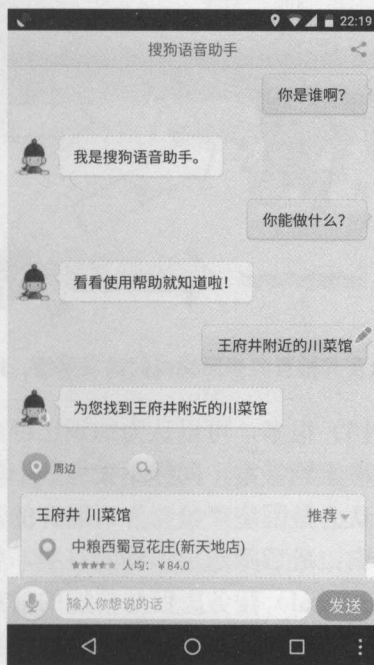 22:19
搜狗语音助手
你是谁啊？
我是搜狗语音助手。
你能做什么？
看看使用帮助就知道啦！
王府井附近的川菜馆
为您找到王府井附近的川菜馆
周边
王府井 川菜馆 推荐
中粮西蜀豆花庄(新天地店)
人均：￥84.0
输入你想说的话 发送